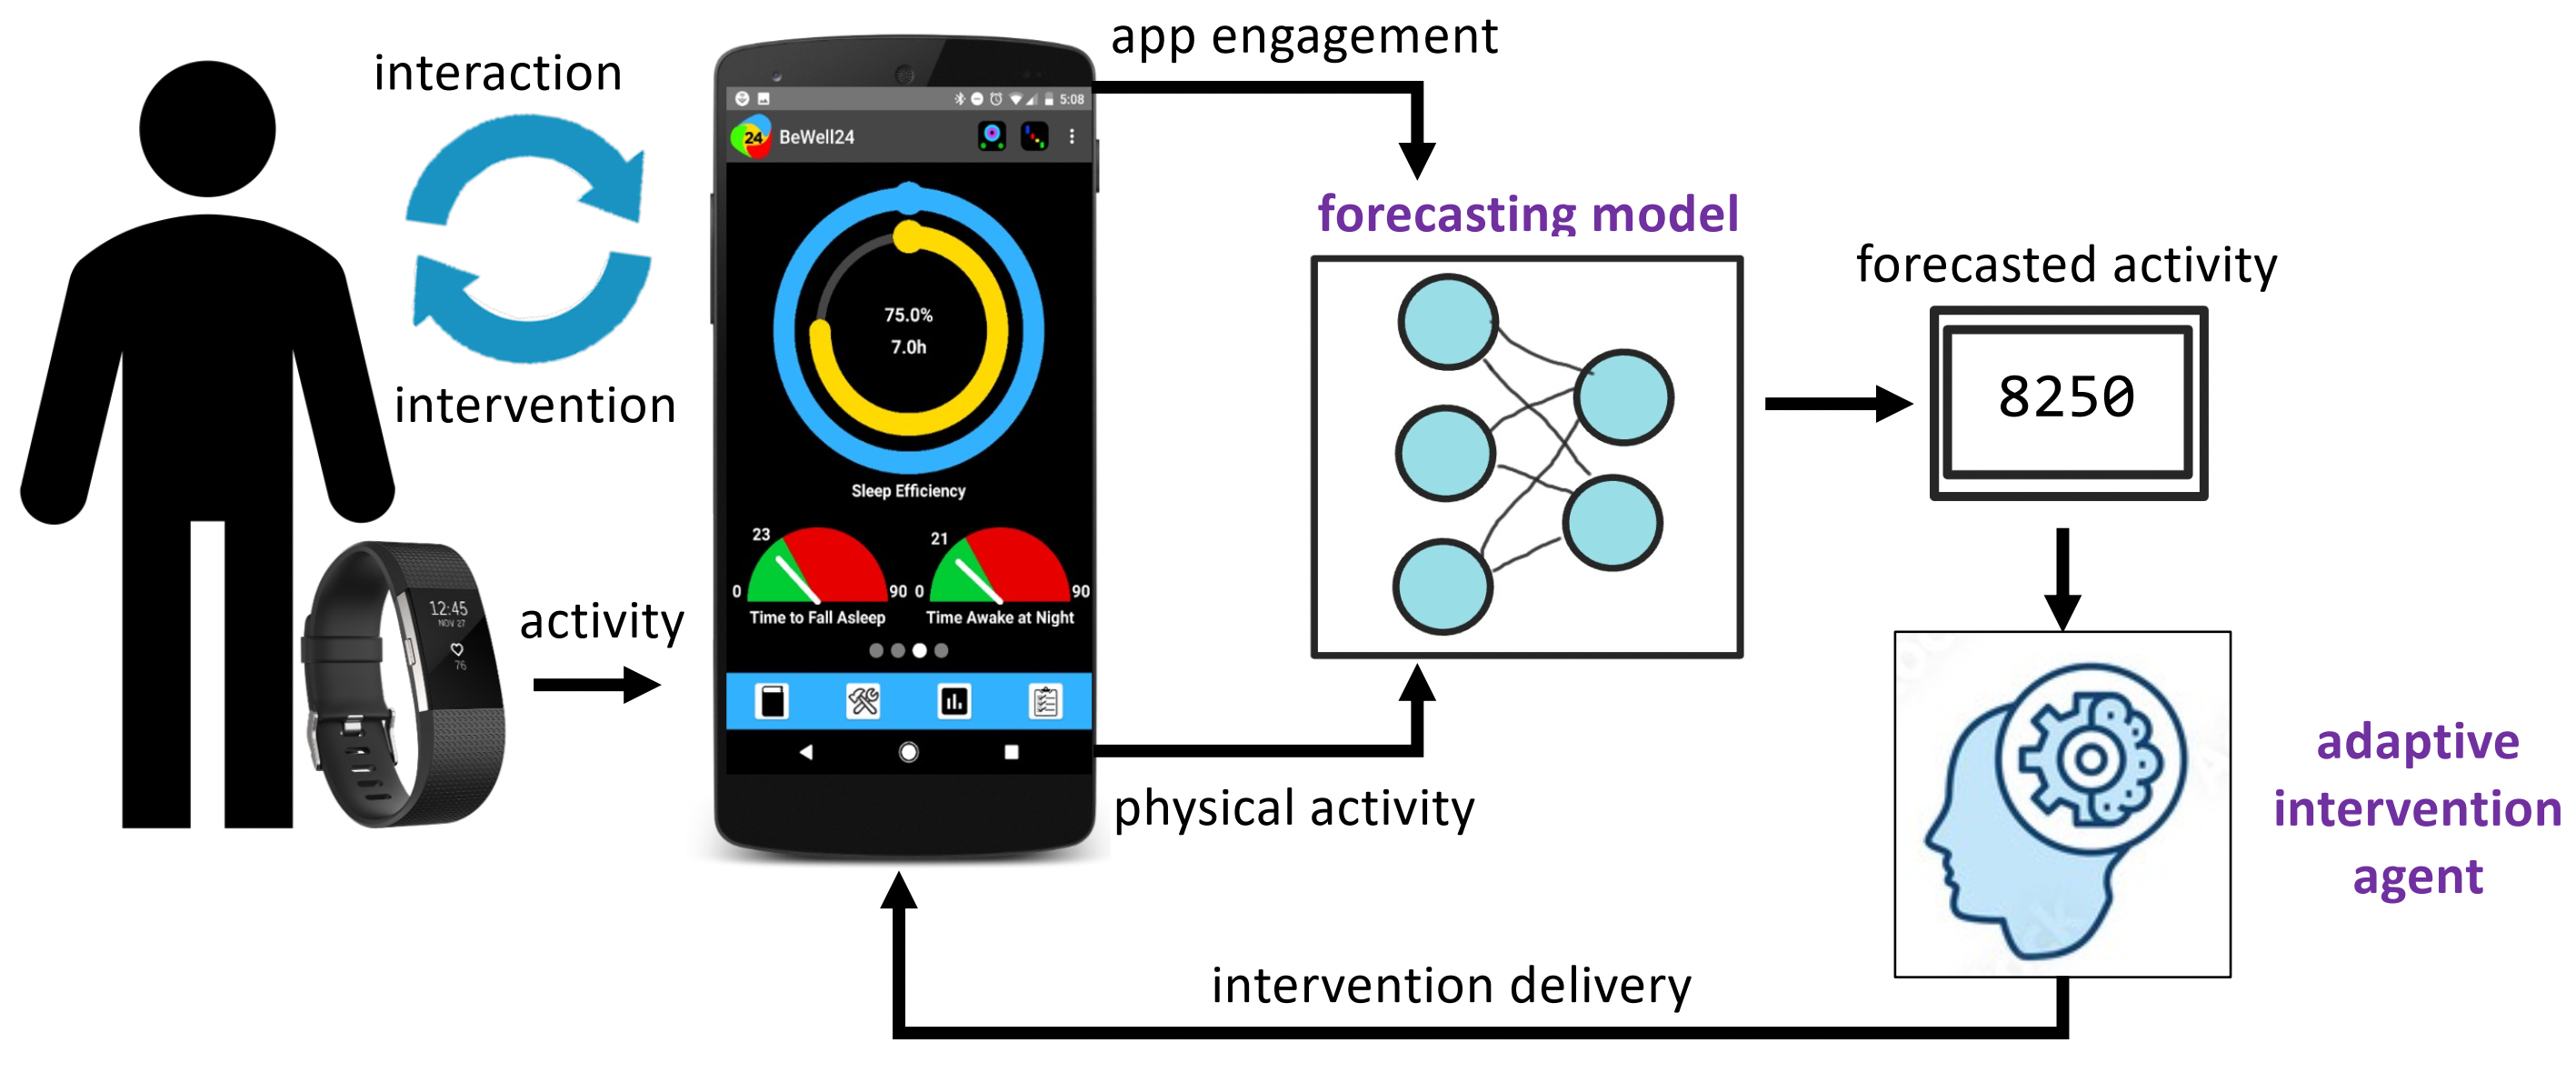 interaction
intervention
activity
12:45
NOV 27
76
5:08
24
BeWell24
75.0%
7.0h
Sleep Efficiency
23
0
90
Time to Fall Asleep
21
0
90
Time Awake at Night
app engagement
physical activity
forecasting model
forecasted activity
8250
adaptive
intervention
agent
intervention delivery